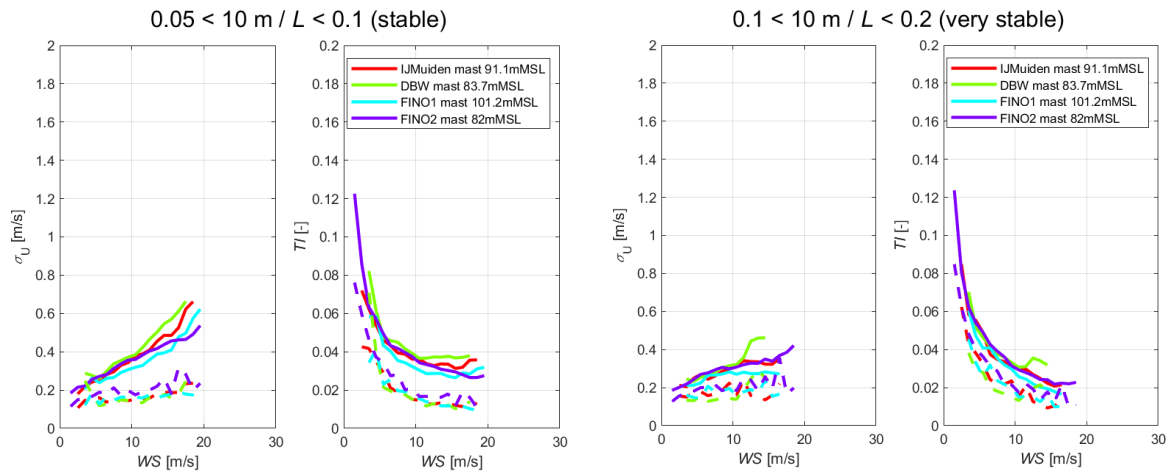 0.05 < 10 m / L < 0.1 (stable)
0.1 < 10 m / L < 0.2 (very stable)
2
1.8
1.6
1.4
1.2
1
0.8
0.6
0.4
0.2
0
σU [m/s]
0 10 20 30
WS [m/s]
0.2
0.18
0.16
0.14
0.12
0.1
0.08
0.06
0.04
0.02
0
TI [-]
IJMuiden mast 91.1mMSL
DBW mast 83.7mMSL
FINO1 mast 101.2mMSL
FINO2 mast 82mMSL
0 10 20 30
WS [m/s]
2
1.8
1.6
1.4
1.2
1
0.8
0.6
0.4
0.2
0
σU [m/s]
0 10 20 30
WS [m/s]
0.2
0.18
0.16
0.14
0.12
0.1
0.08
0.06
0.04
0.02
0
TI [-]
IJMuiden mast 91.1mMSL
DBW mast 83.7mMSL
FINO1 mast 101.2mMSL
FINO2 mast 82mMSL
0 10 20 30
WS [m/s]